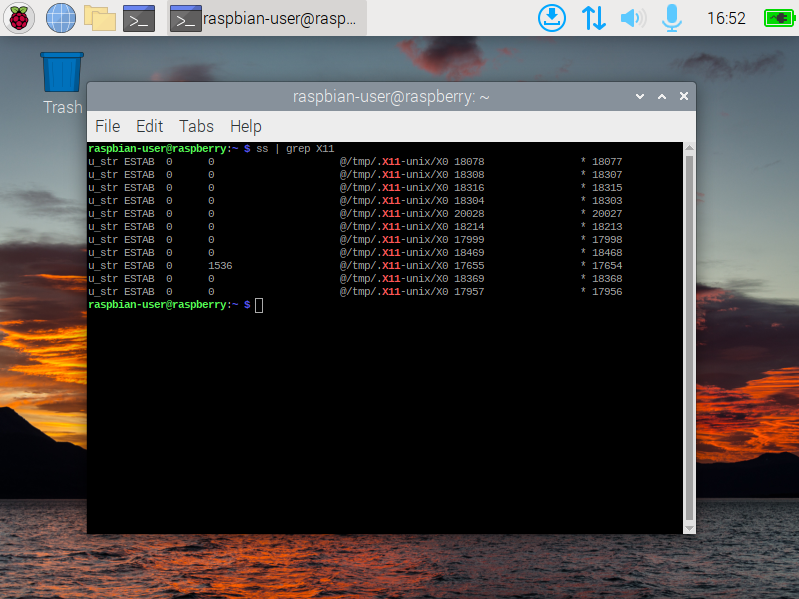 raspbian-user@rasp... 16:52
Trash
raspbian-user@raspberry: ~
File Edit Tabs Help
raspbian-user@raspberry:~ $ ss | grep X11
u_str ESTAB 0 0 @/tmp/.X11-unix/X0 18078 * 18077
u_str ESTAB 0 0 @/tmp/.X11-unix/X0 18308 * 18307
u_str ESTAB 0 0 @/tmp/.X11-unix/X0 18316 * 18315
u_str ESTAB 0 0 @/tmp/.X11-unix/X0 18304 * 18303
u_str ESTAB 0 0 @/tmp/.X11-unix/X0 20028 * 20027
u_str ESTAB 0 0 @/tmp/.X11-unix/X0 18214 * 18213
u_str ESTAB 0 0 @/tmp/.X11-unix/X0 17999 * 17998
u_str ESTAB 0 0 @/tmp/.X11-unix/X0 18469 * 18468
u_str ESTAB 0 1536 @/tmp/.X11-unix/X0 17655 * 17654
u_str ESTAB 0 0 @/tmp/.X11-unix/X0 18369 * 18368
u_str ESTAB 0 0 @/tmp/.X11-unix/X0 17957 * 17956
raspbian-user@raspberry:~ $